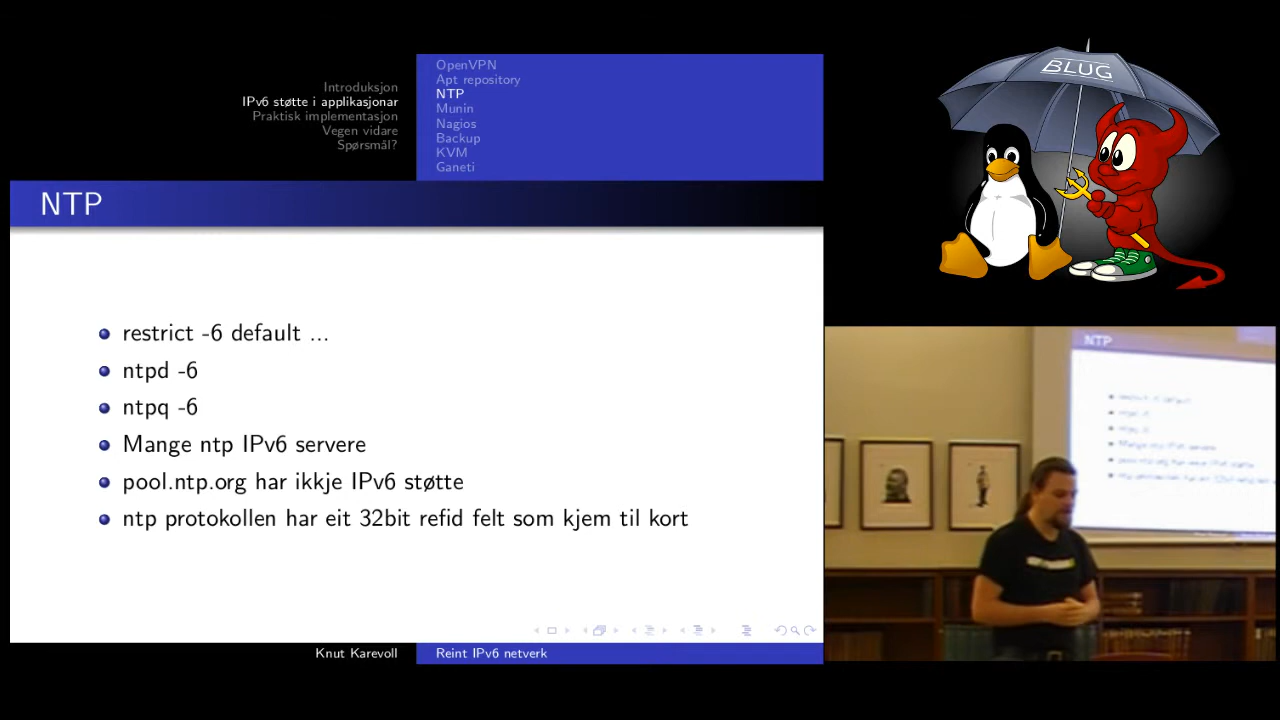 Introduksjon
IPv6 støtte i applikasjonar
Praktisk implementasjon
Vegen vidare
Spørsmål?
OpenVPN
Apt repository
NTP
Munin
Nagios
Backup
KVM
Ganeti
NTP
restrict -6 default ...
ntpd -6
ntpq -6
Mange ntp IPv6 servere
pool.ntp.org har ikkje IPv6 støtte
ntp protokollen har eit 32bit refid felt som kjem til kort
Knut Karevoll
Reint IPv6 netverk
BLUG
NTP